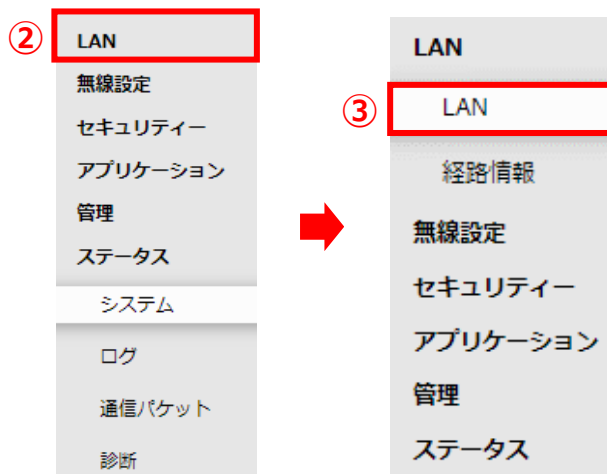 ② LAN
無線設定
セキュリティー
アプリケーション
管理
ステータス
システム
ログ
通信パケット
診断
LAN
③ LAN
経路情報
無線設定
セキュリティー
アプリケーション
管理
ステータス